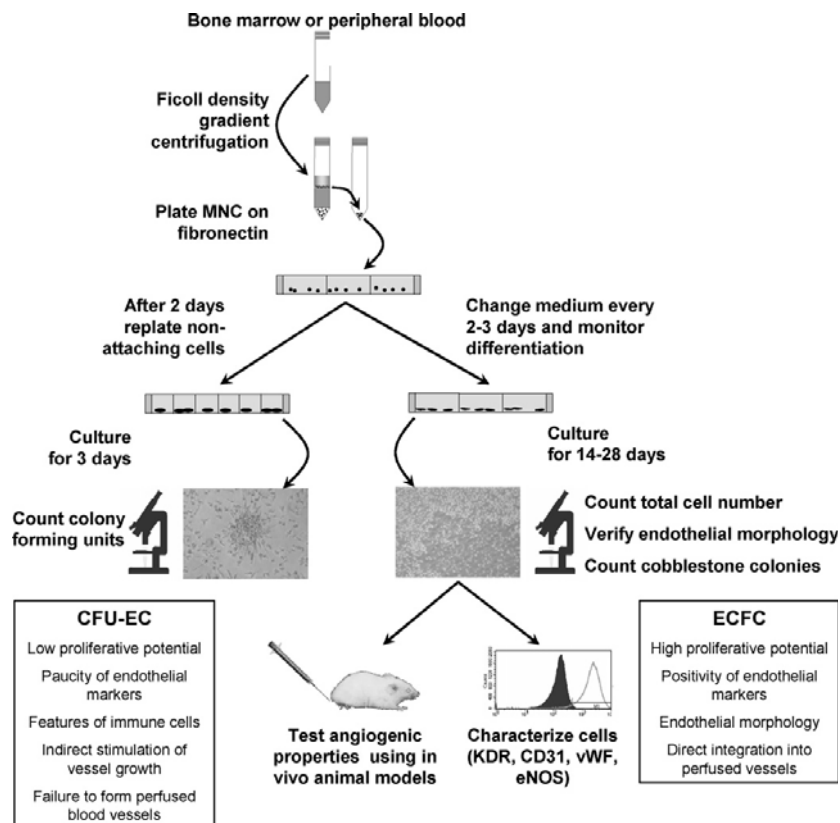 Bone marrow or peripheral blood
Ficoll density
gradient
centrifugation
Plate MNC on
fibronectin
After 2 days
replate non-
attaching cells
Change medium every
2-3 days and monitor
differentiation
Culture
for 3 days
Culture
for 14-28 days
Count colony
forming units
Count total cell number
Verify endothelial morphology
Count cobblestone colonies
CFU-EC
Low proliferative potential
Paucity of endothelial
markers
Features of immune cells
Indirect stimulation of
vessel growth
Failure to form perfused
blood vessels
Test angiogenic
properties using in
vivo animal models
Counts
Characterize cells
(KDR, CD31, vWF,
eNOS)
ECFC
High proliferative potential
Positivity of endothelial
markers
Endothelial morphology
Direct integration into
perfused vessels